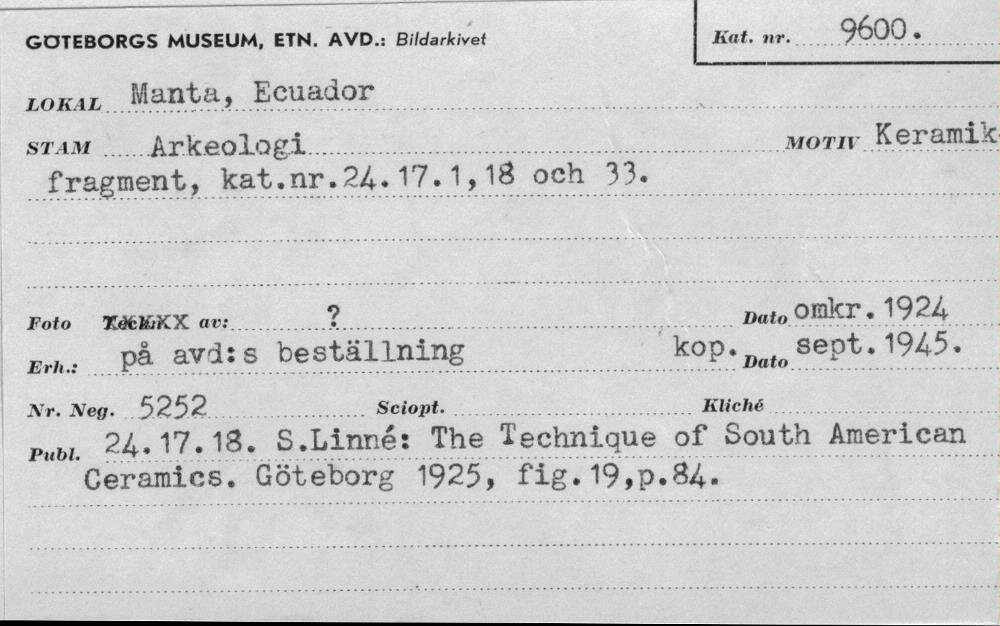 GÖTEBORGS MUSEUM, ETN. AVD.: Bildarkivet
Kat. nr. 9600.
LOKAL Manta, Ecuador
STAM Arkeologi MOTIV Keramik
fragment, kat.nr.24.17.1,18 och 33.
Foto av: ? Dato omkr. 1924
Erh.: på avd:s beställning kop. Dato sept. 1945.
Nr. Neg. 5252 Sciopt. Kliché
Publ. 24.17.18. S.Linné: The Technique of South American
Ceramics. Göteborg 1925, fig.19,p.84.